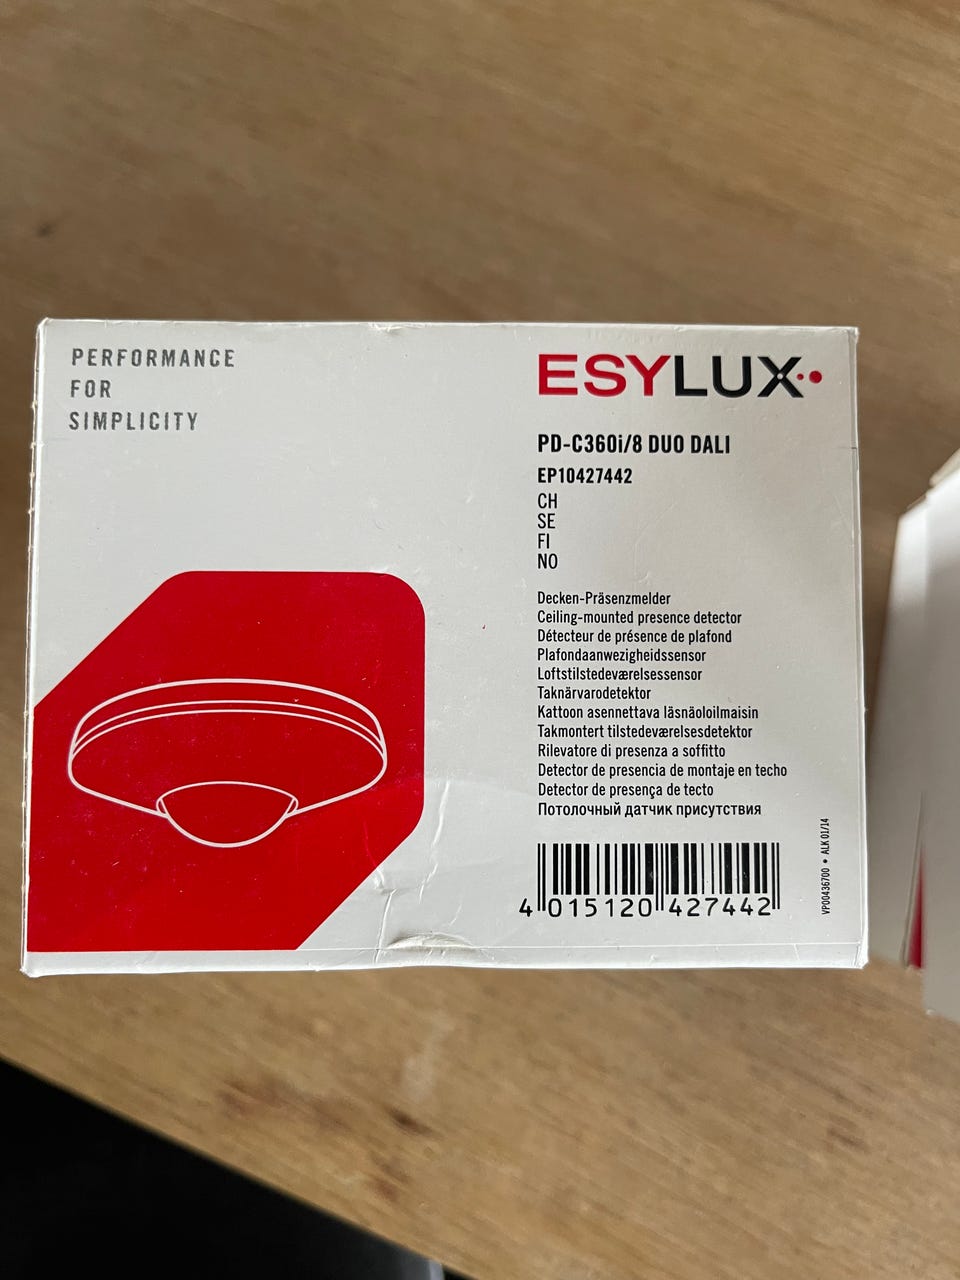 PERFORMANCE
FOR
SIMPLICITY
ESYLUX
PD-C360i/8 DUO DALI
EP10427442
CH
SE
FI
NO
Decken-Präsenzmelder
Ceiling-mounted presence detector
Détecteur de présence de plafond
Plafondaanwezigheidssensor
Loftstilstedeværelsessensor
Taknärvarodetektor
Kattoon asennettava läsnäoloilmaisin
Takmontert tilstedeværelsesdetektor
Rilevatore di presenza a soffitto
Detector de presencia de montaje en techo
Detector de presença de tecto
Потолочный датчик присутствия
4 015120 427442
VP00436700 • ALK 01/14